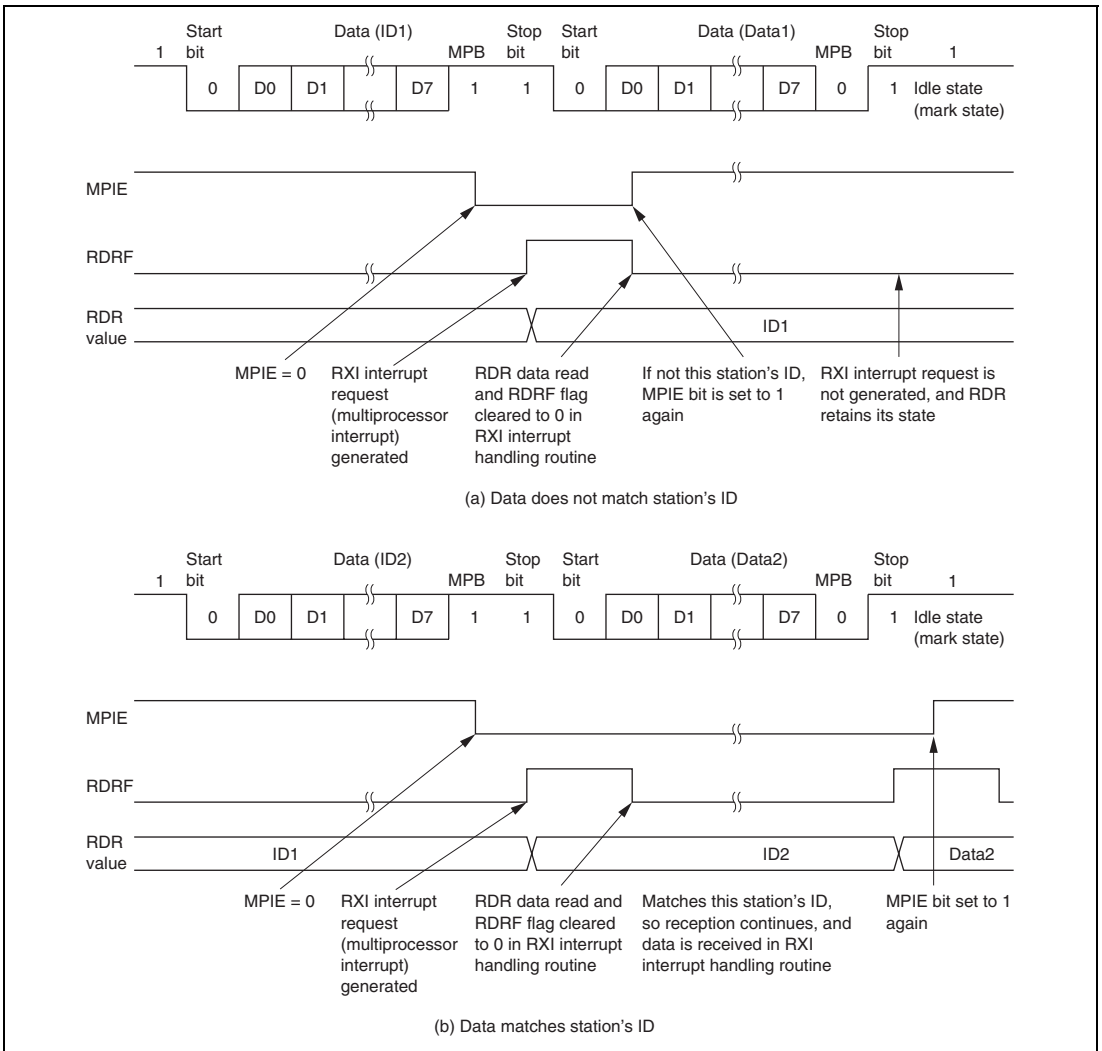 Start Data (ID1) Stop Start Data (Data1) Stop
1 bit MPB bit bit MPB bit 1
0 D0 D1 D7 1 1 0 D0 D1 D7 0 1 Idle state
(mark state)
MPIE
RDRF
RDR
value
ID1
MPIE = 0
RXI interrupt
request
(multiprocessor
interrupt)
generated
RDR data read
and RDRF flag
cleared to 0 in
RXI interrupt
handling routine
If not this station's ID,
MPIE bit is set to 1
again
RXI interrupt request is
not generated, and RDR
retains its state
(a) Data does not match station's ID
Start Data (ID2) Stop Start Data (Data2) Stop
1 bit MPB bit bit MPB bit 1
0 D0 D1 D7 1 1 0 D0 D1 D7 0 1 Idle state
(mark state)
MPIE
RDRF
RDR
value
ID1 ID2 Data2
MPIE = 0
RXI interrupt
request
(multiprocessor
interrupt)
generated
RDR data read and
RDRF flag cleared
to 0 in RXI interrupt
handling routine
Matches this station's ID,
so reception continues, and
data is received in RXI
interrupt handling routine
MPIE bit set to 1
again
(b) Data matches station's ID